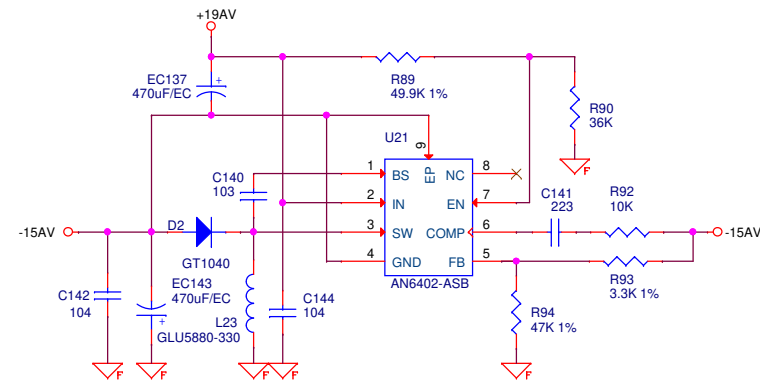 +19AV
EC137
470uF/EC
+
R89
49.9K 1%
R90
36K
F
U21
9
EP
1
BS
NC
8
2
IN
EN
7
3
SW
COMP
6
4
GND
FB
5
AN6402-ASB
C140
103
C141
223
R92
10K
-15AV
D2
GT1040
-15AV
R93
3.3K 1%
C142
104
EC143
470uF/EC
+
GLU5880-330
L23
C144
104
R94
47K 1%
F
F
F
F
F